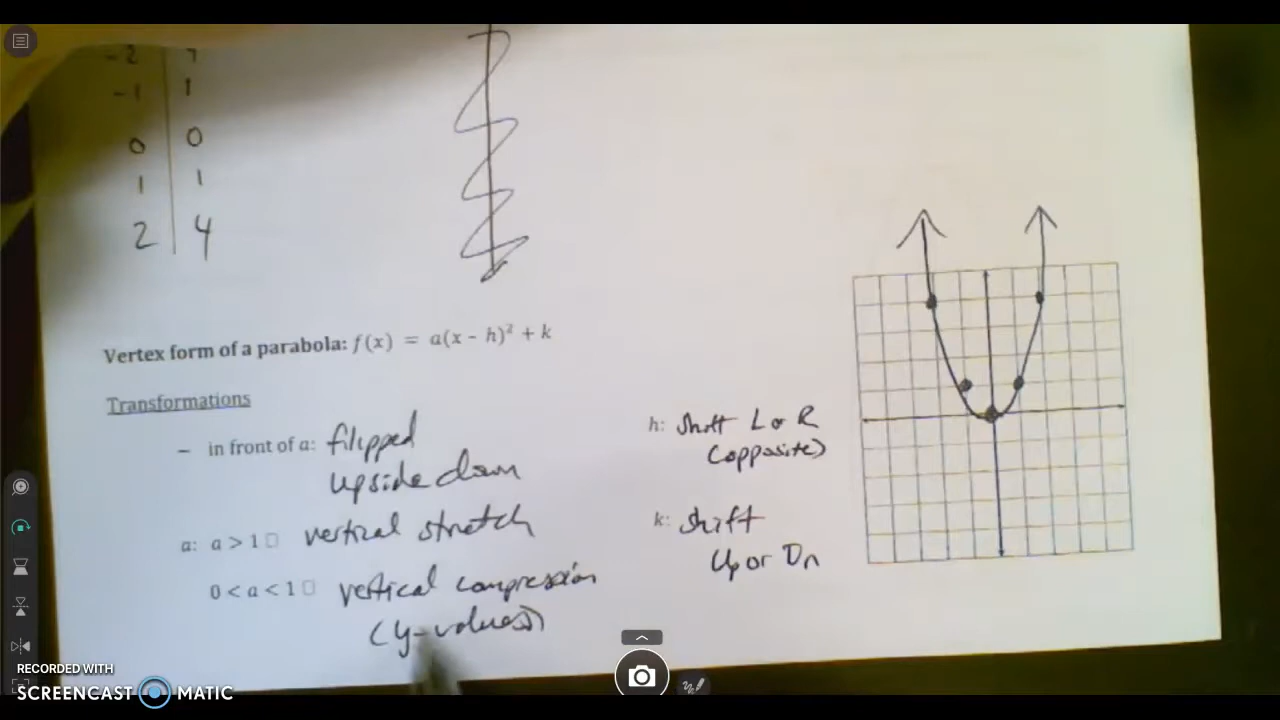 -2
-1 1
0 0
1 1
2 4
Vertex form of a parabola: f(x) = a(x - h)² + k
Transformations
- in front of a: filipped
upside down
a: a > 1 vertical stretch
0 < a < 1 vertical compression
(y-values)
h: Shift L or R
(opposite)
k: Shift
Up or Dn
RECORDED WITH
SCREENCAST MATIC